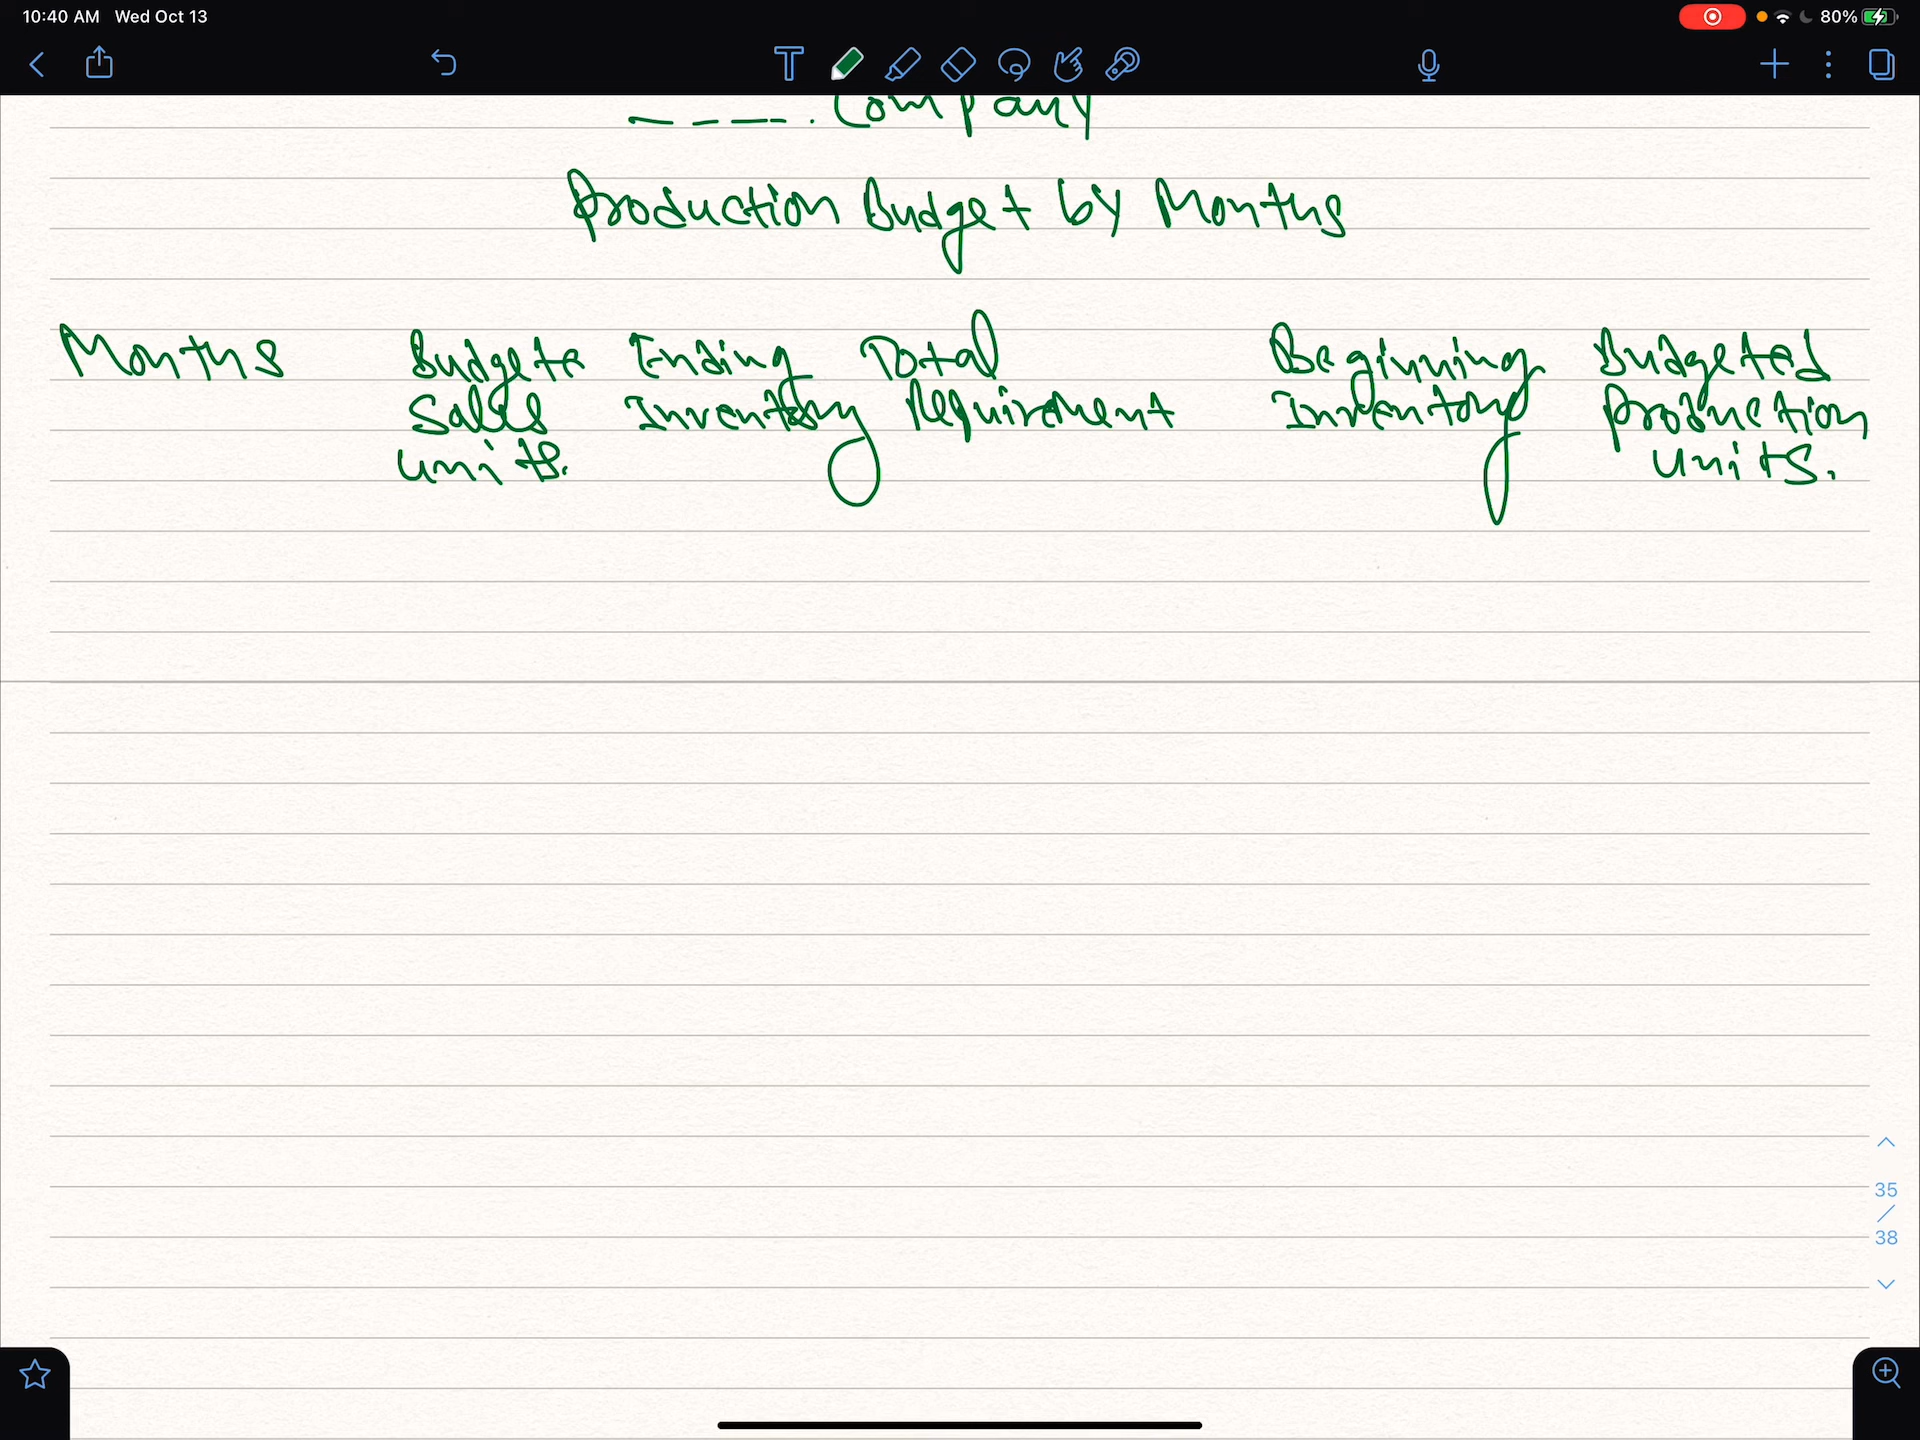 10:40 AM Wed Oct 13 80%
----. Company
Production Budget by Months
Months Budgete Ending Total Beginning Budgeted
Sales Inventory Requirement Inventory Production
units. units.
35
/
38